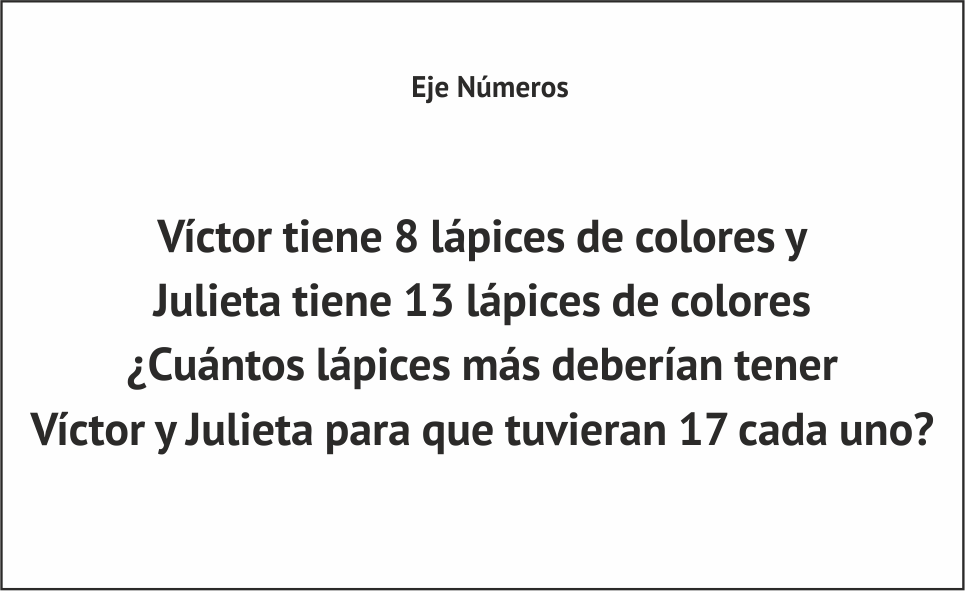 Eje Números
Víctor tiene 8 lápices de colores y
Julieta tiene 13 lápices de colores
¿Cuántos lápices más deberían tener
Víctor y Julieta para que tuvieran 17 cada uno?